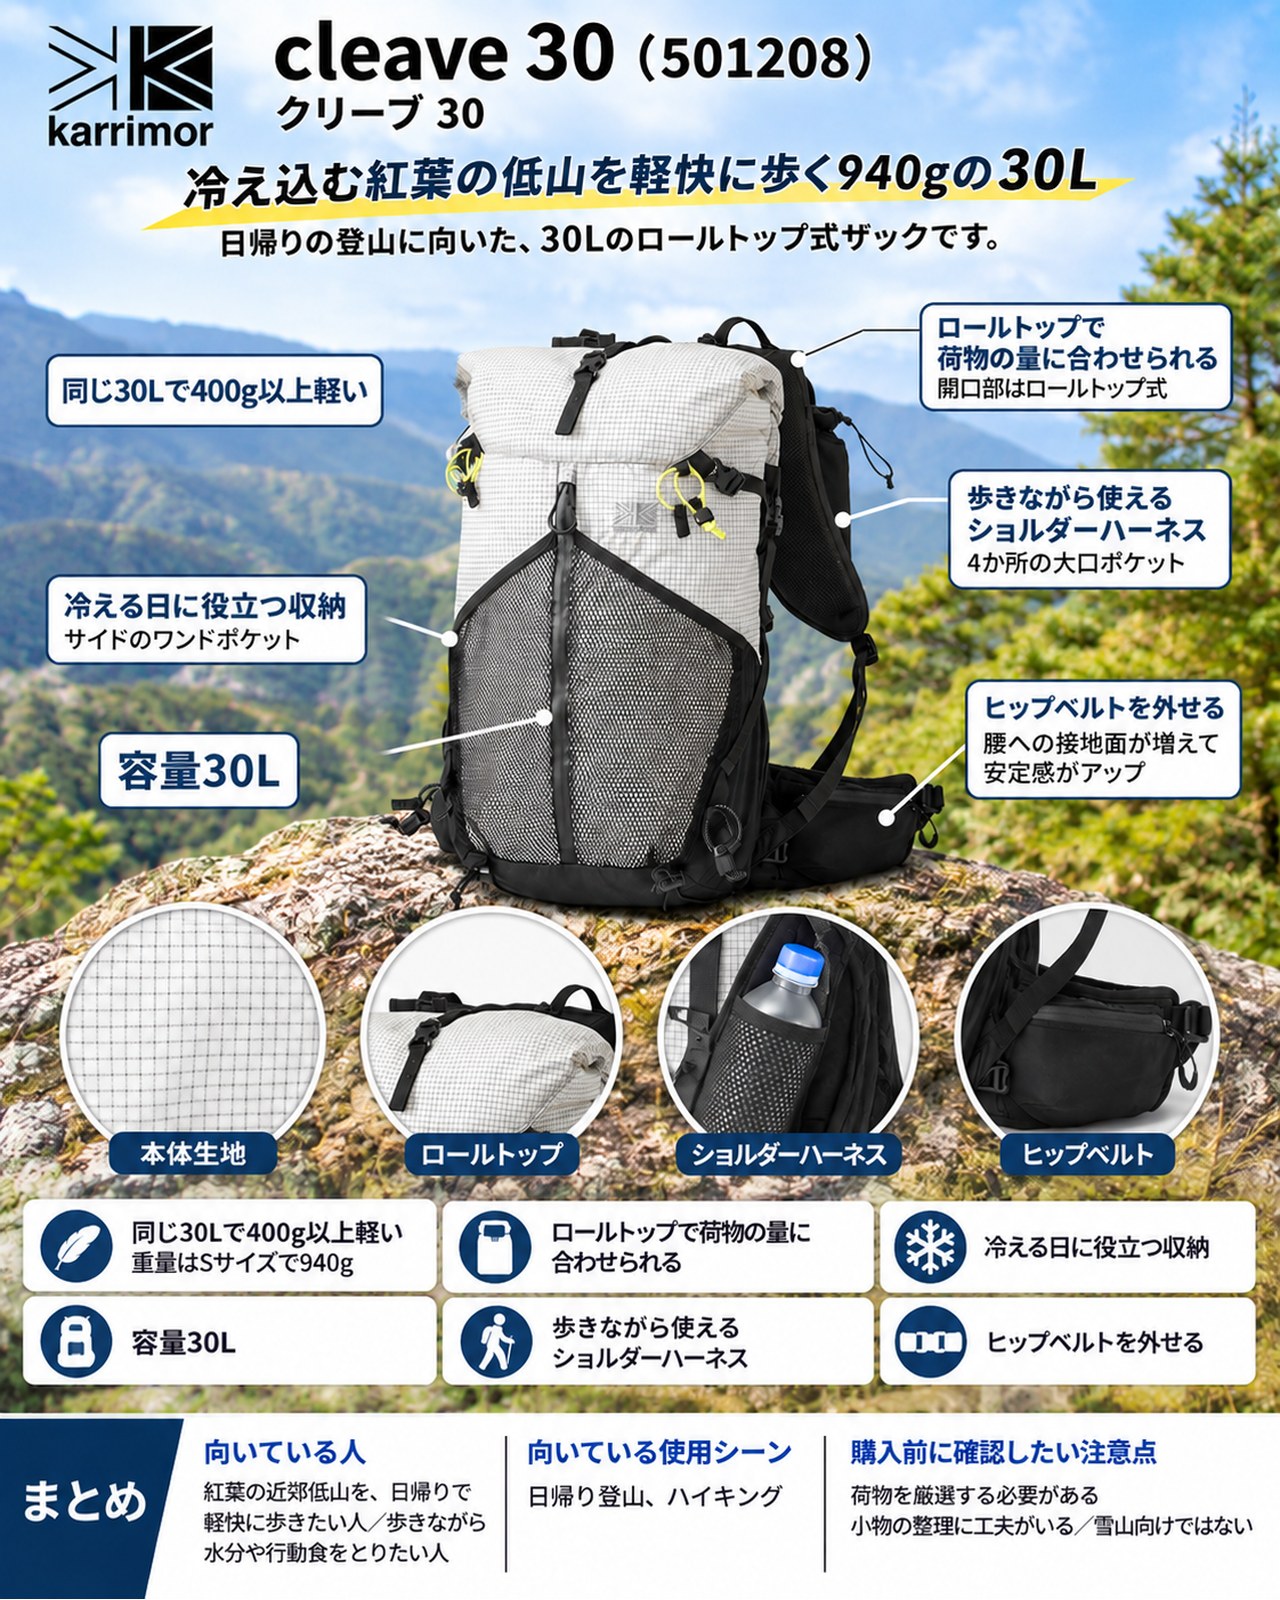 karrimor
cleave 30（501208）
クリーブ 30
冷え込む紅葉の低山を軽快に歩く940gの30L
日帰りの登山に向いた、30Lのロールトップ式ザックです。
同じ30Lで400g以上軽い
ロールトップで
荷物の量に合わせられる
開口部はロールトップ式
歩きながら使える
ショルダーハーネス
4か所の大口ポケット
冷える日に役立つ収納
サイドのワンドポケット
容量30L
ヒップベルトを外せる
腰への接地面が増えて
安定感がアップ
本体生地
ロールトップ
ショルダーハーネス
ヒップベルト
同じ30Lで400g以上軽い
重量はSサイズで940g
ロールトップで荷物の量に
合わせられる
冷える日に役立つ収納
容量30L
歩きながら使える
ショルダーハーネス
ヒップベルトを外せる
まとめ
向いている人
紅葉の近郊低山を、日帰りで
軽快に歩きたい人／歩きながら
水分や行動食をとりたい人
向いている使用シーン
日帰り登山、ハイキング
購入前に確認したい注意点
荷物を厳選する必要がある
小物の整理に工夫がいる／雪山向けではない